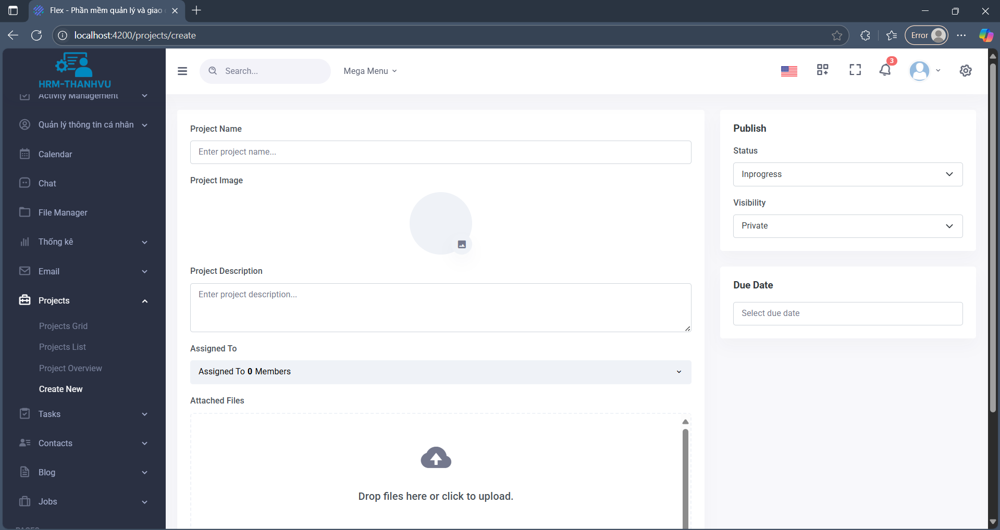 Flex - Phần mềm quản lý và giao
localhost:4200/projects/create
Error
HRM-THANHVU
Activity Management
Quản lý thông tin cá nhân
Calendar
Chat
File Manager
Thống kê
Email
Projects
Projects Grid
Projects List
Project Overview
Create New
Tasks
Contacts
Blog
Jobs
PAGES
Search...
Mega Menu
3
Project Name
Enter project name...
Project Image
Project Description
Enter project description...
Assigned To
Assigned To 0 Members
Attached Files
Drop files here or click to upload.
Publish
Status
Inprogress
Visibility
Private
Due Date
Select due date